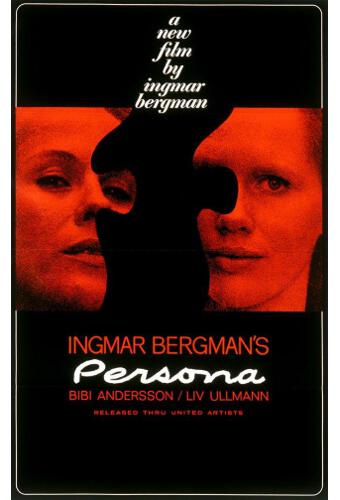 a
new
film
by
ingmar
bergman
INGMAR BERGMAN'S
Persona
BIBI ANDERSSON / LIV ULLMANN
RELEASED THRU UNITED ARTISTS